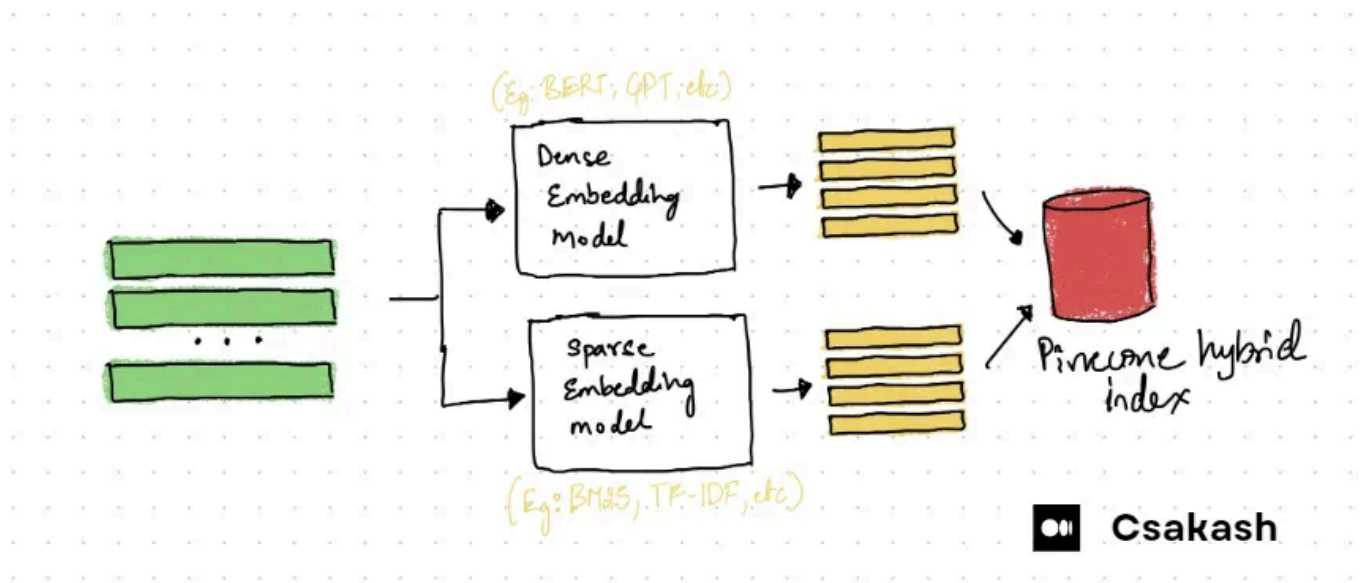 (Eg: BERT, GPT, etc)
Dense
Embedding
Model
Sparse
Embedding
model
(Eg: BM25, TF-IDF, etc)
Pinecone hybrid
index
Csakash